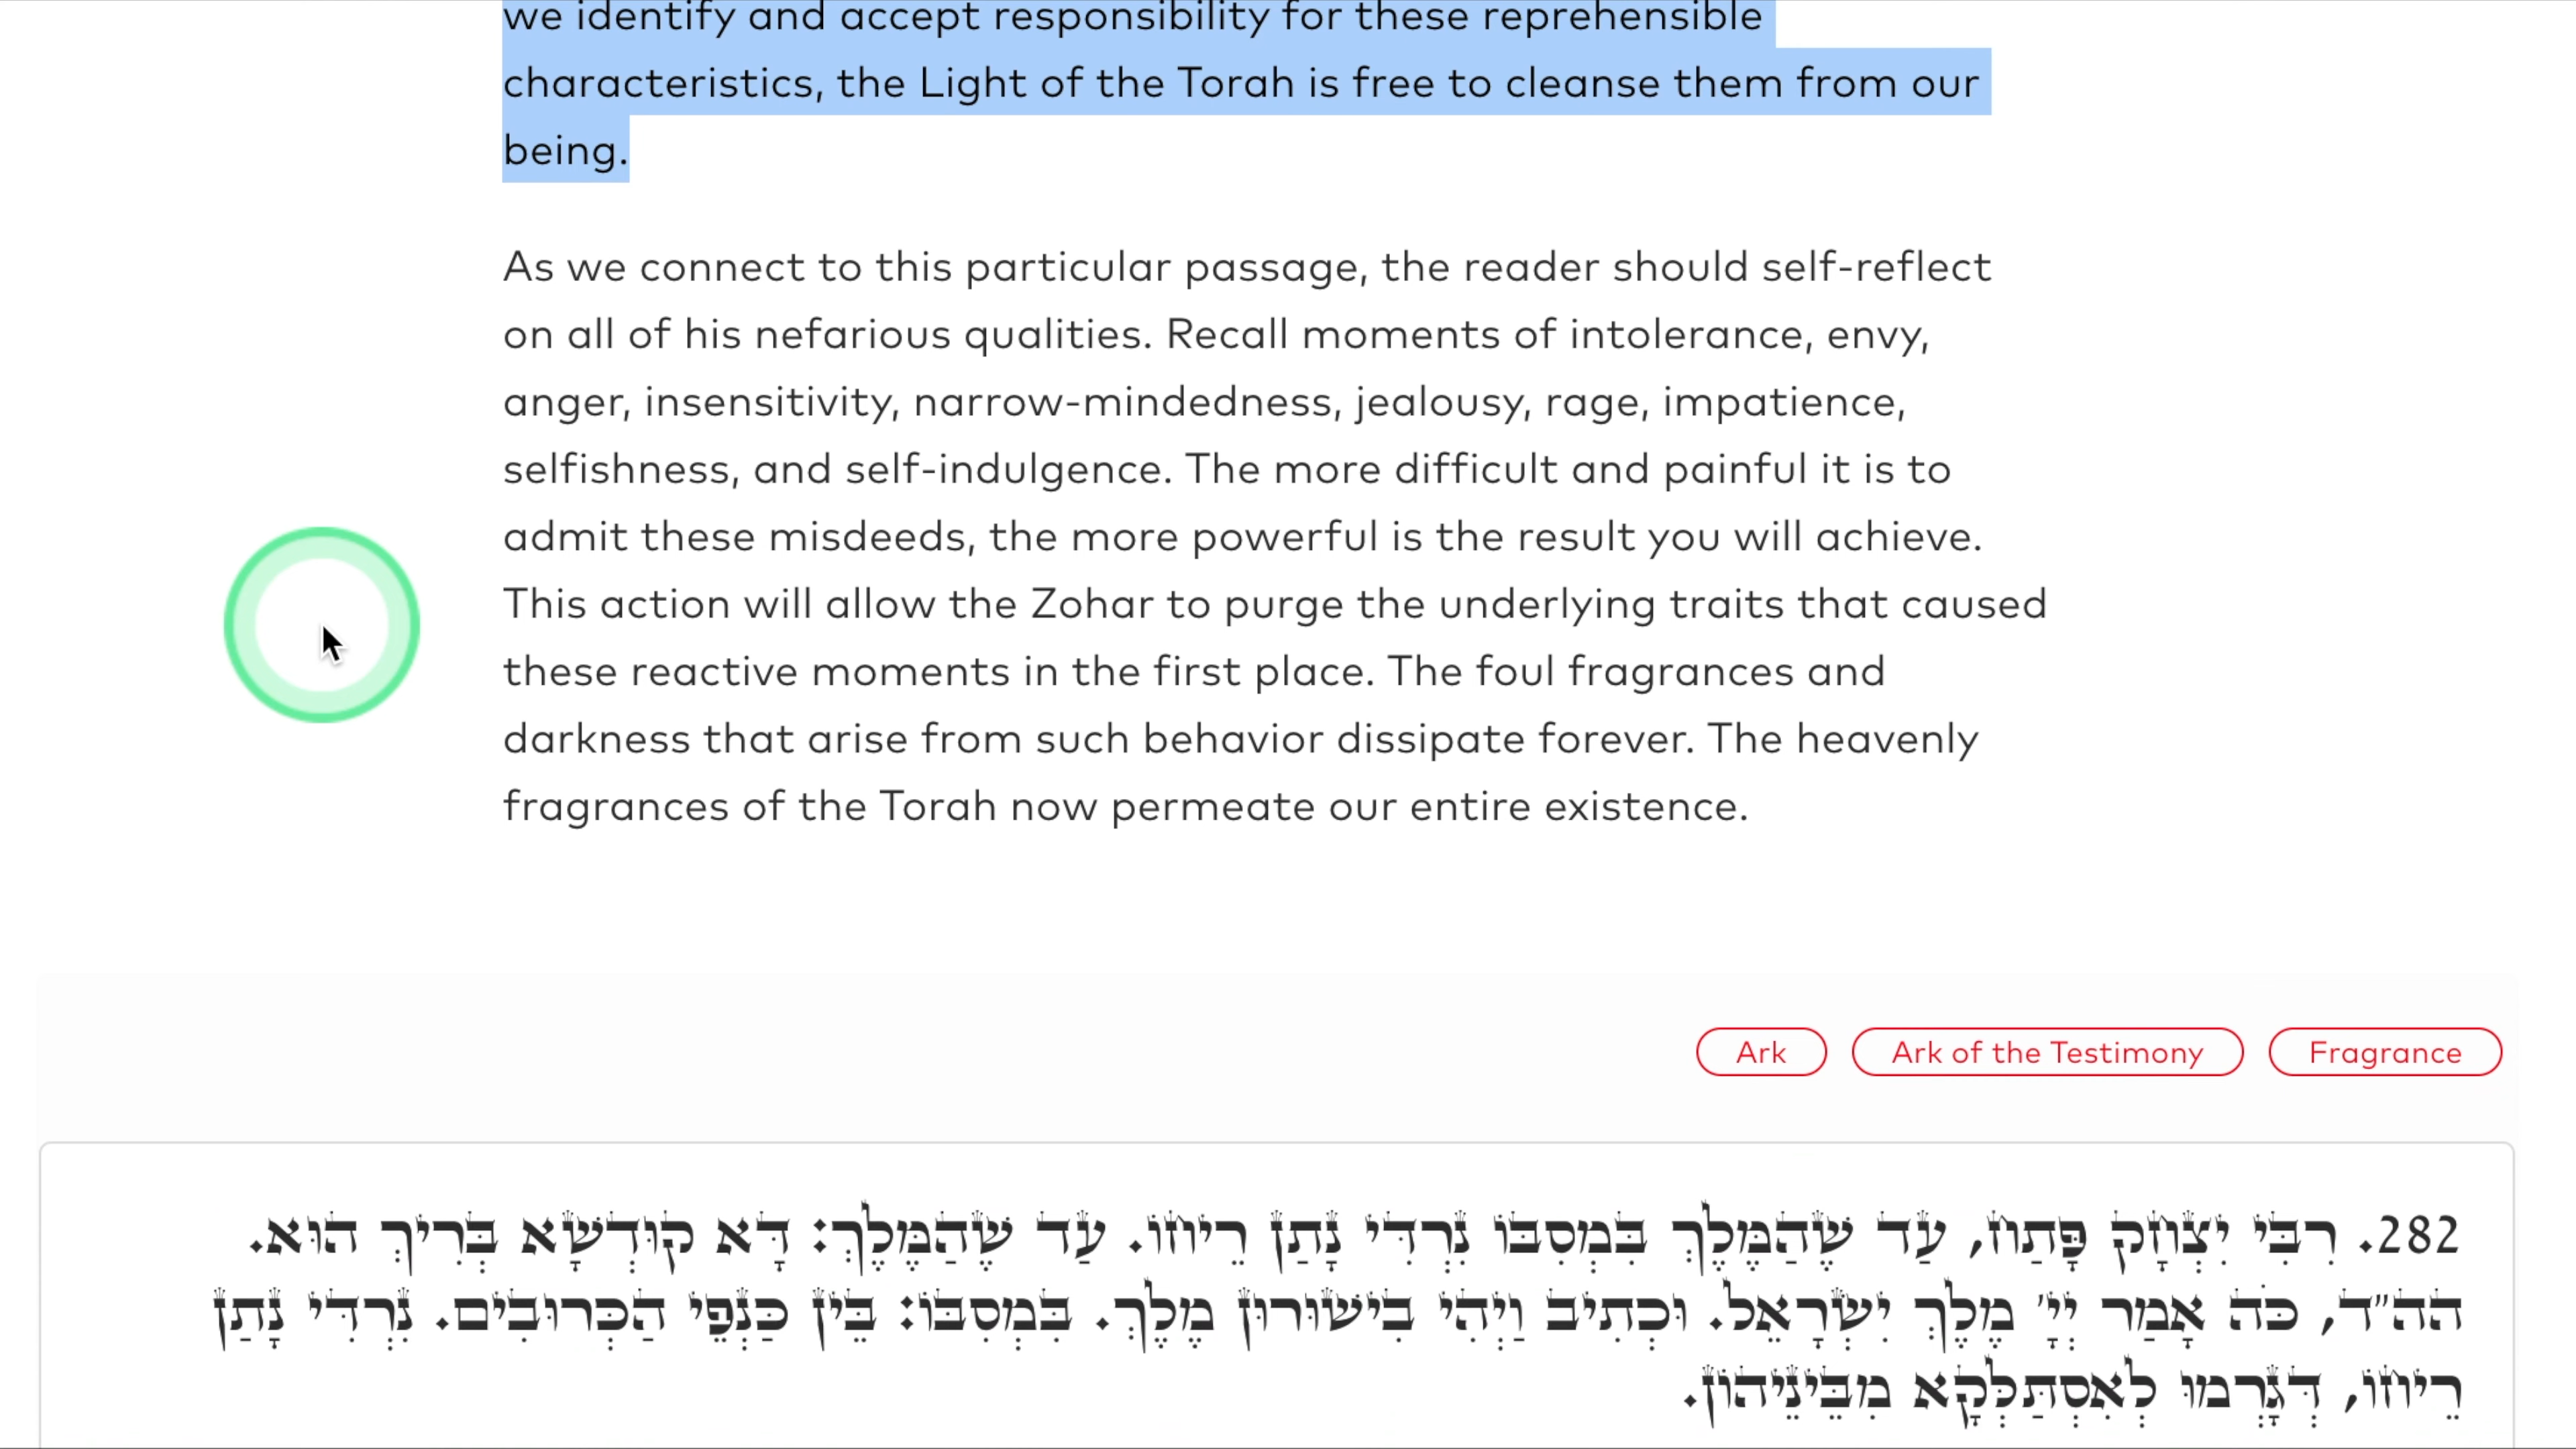 we identify and accept responsibility for these reprehensible
characteristics, the Light of the Torah is free to cleanse them from our
being.
As we connect to this particular passage, the reader should self-reflect
on all of his nefarious qualities. Recall moments of intolerance, envy,
anger, insensitivity, narrow-mindedness, jealousy, rage, impatience,
selfishness, and self-indulgence. The more difficult and painful it is to
admit these misdeeds, the more powerful is the result you will achieve.
This action will allow the Zohar to purge the underlying traits that caused
these reactive moments in the first place. The foul fragrances and
darkness that arise from such behavior dissipate forever. The heavenly
fragrances of the Torah now permeate our entire existence.
Ark Ark of the Testimony Fragrance
282. רִבִּי יִצְחָק פָּתַח, עַד שֶׁהַמֶּלֶךְ בִּמְסִבּוֹ נִרְדִּי נָתַן רֵיחוֹ. עַד שֶׁהַמֶּלֶךְ: דָּא קוּדְשָׁא בְּרִיךְ הוּא.
הה"ד, כֹּה אָמַר יְיָ' מֶלֶךְ יִשְׂרָאֵל. וּכְתִיב וַיְהִי בִישׁוּרוּן מֶלֶךְ. בִּמְסִבּוֹ: בֵּין כַּנְפֵי הַכְּרוּבִים. נִרְדִּי נָתַן
רֵיחוֹ, דְּגָרְמוּ לְאִסְתַּלְּקָא מִבֵּינֵיהוֹן.